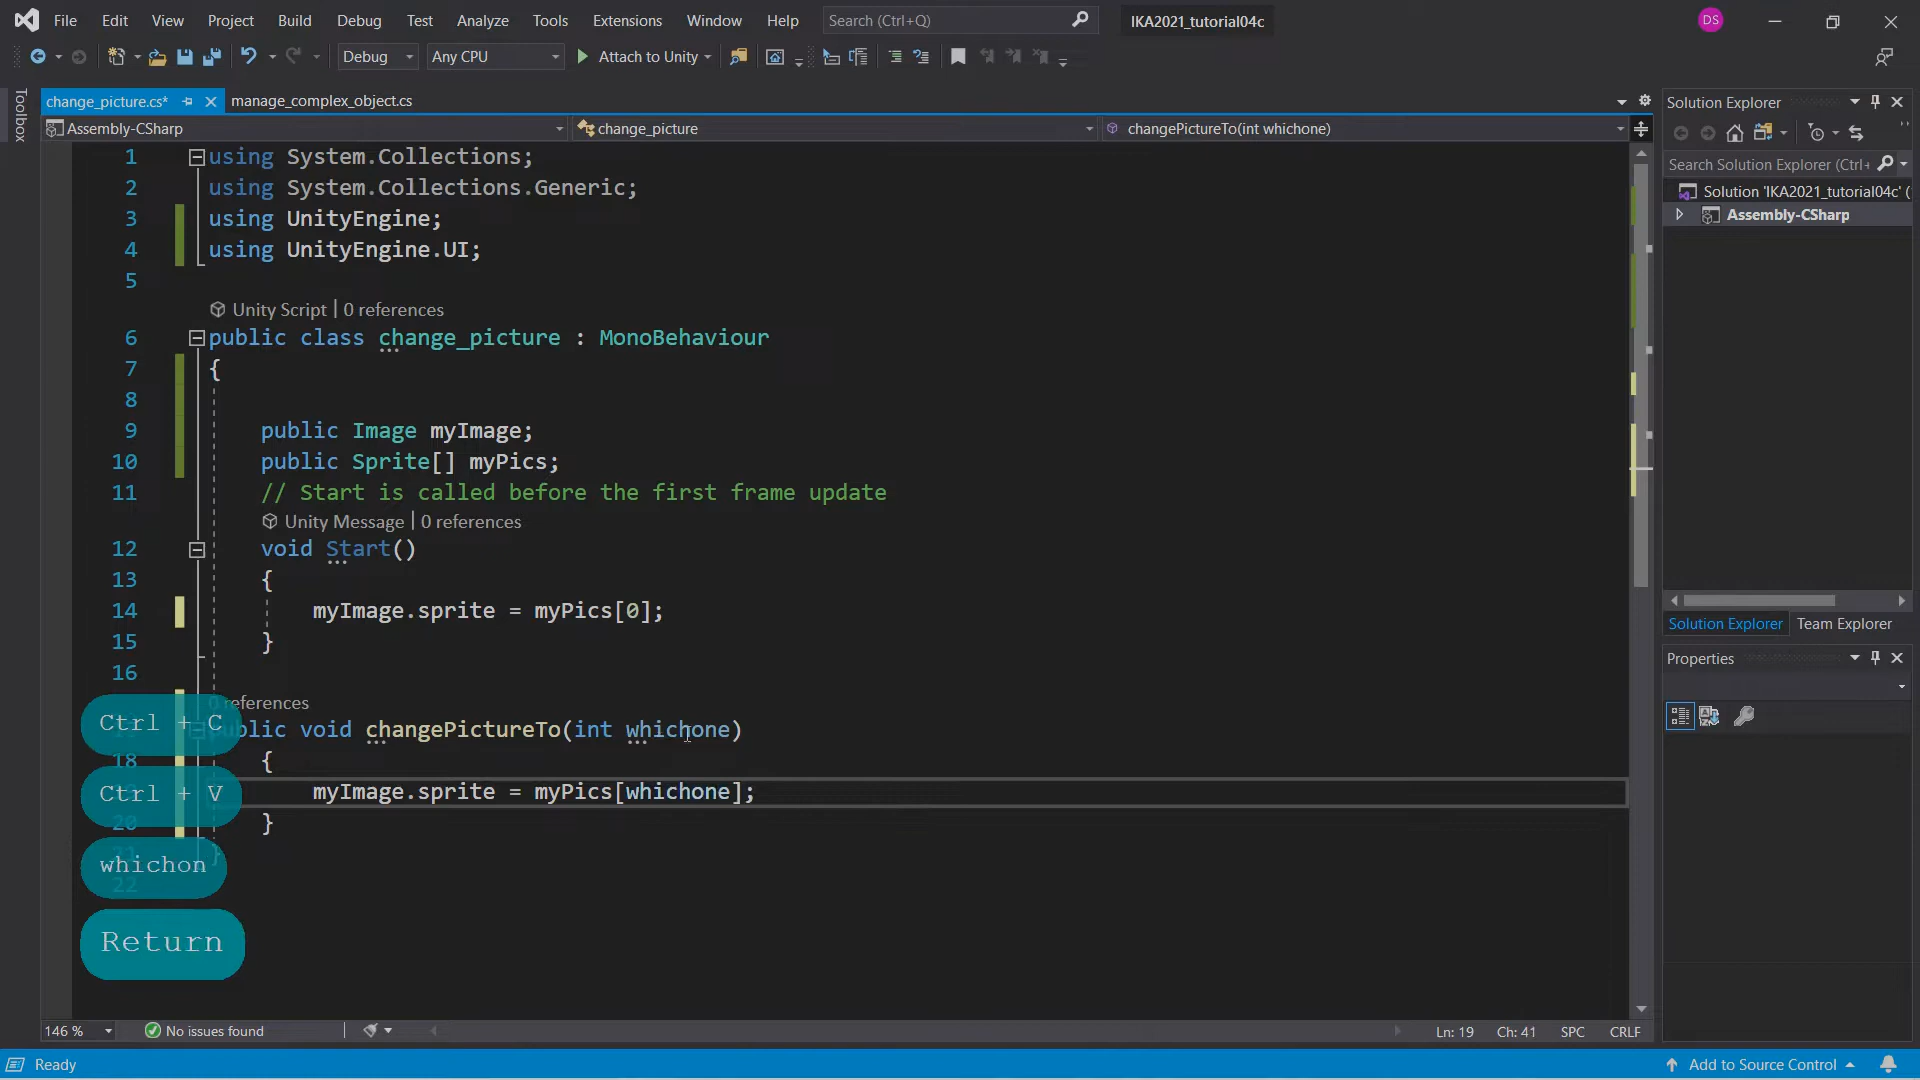 File Edit View Project Build Debug Test Analyze Tools Extensions Window Help Search (Ctrl+Q) IKA2021_tutorial04c DS
Debug Any CPU Attach to Unity
Toolbox
change_picture.cs* manage_complex_object.cs
Assembly-CSharp change_picture changePictureTo(int whichone)
1 using System.Collections;
2 using System.Collections.Generic;
3 using UnityEngine;
4 using UnityEngine.UI;
5
Unity Script | 0 references
6 public class change_picture : MonoBehaviour
7 {
8
9 public Image myImage;
10 public Sprite[] myPics;
11 // Start is called before the first frame update
Unity Message | 0 references
12 void Start()
13 {
14 myImage.sprite = myPics[0];
15 }
16
0 references
public void changePictureTo(int whichone)
18 {
myImage.sprite = myPics[whichone];
20 }
21 }
22
Ctrl + C
Ctrl + V
whichon
Return
146 % No issues found Ln: 19 Ch: 41 SPC CRLF
Ready Add to Source Control
Solution Explorer
Search Solution Explorer (Ctrl+
Solution 'IKA2021_tutorial04c' (
Assembly-CSharp
Solution Explorer Team Explorer
Properties